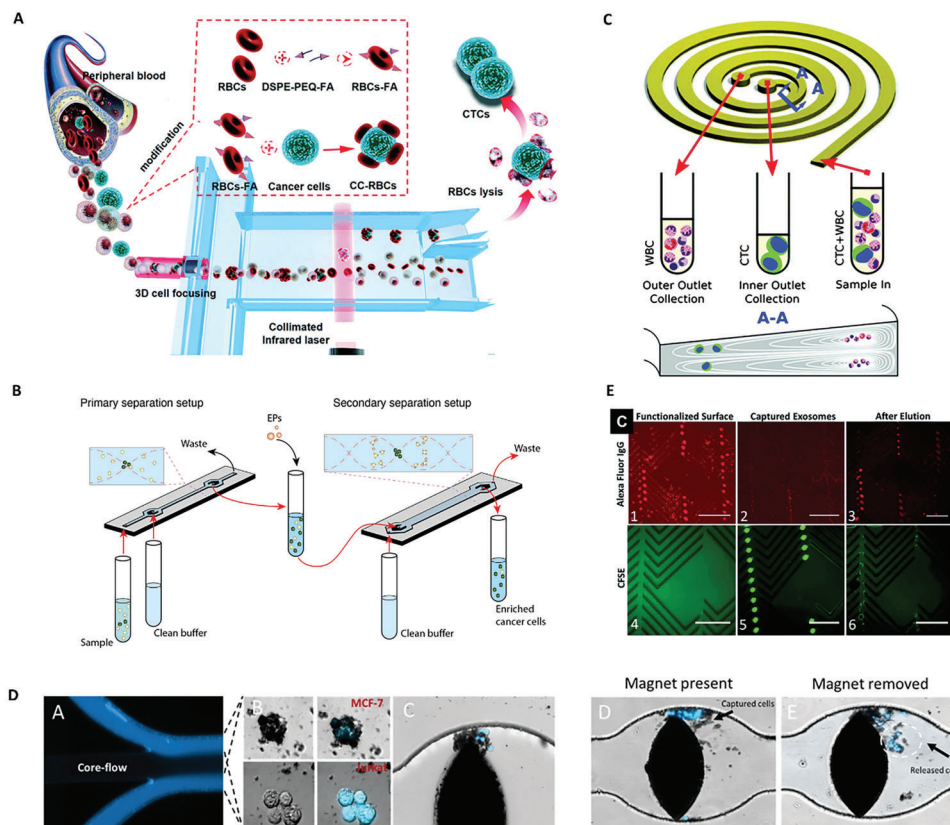 A
Peripheral blood
modification
RBCs
DSPE-PEQ-FA
RBCs-FA
RBCs-FA
Cancer cells
CC-RBCs
CTCs
RBCs lysis
3D cell focusing
Collimated
Infrared laser
C
A
A
WBC
CTC
CTC+WBC
Outer Outlet
Collection
Inner Outlet
Collection
Sample In
A-A
B
Primary separation setup
Secondary separation setup
EPs
Waste
Waste
Sample
Clean buffer
Clean buffer
Enriched
cancer cells
C
Functionalized Surface
Captured Exosomes
After Elution
Alexa Fluor IgG
1
2
3
CFSE
E
4
5
6
D
A
Core-flow
B
MCF-7
Jurkat
C
Magnet present
D
Captured cells
Magnet removed
E
Released c